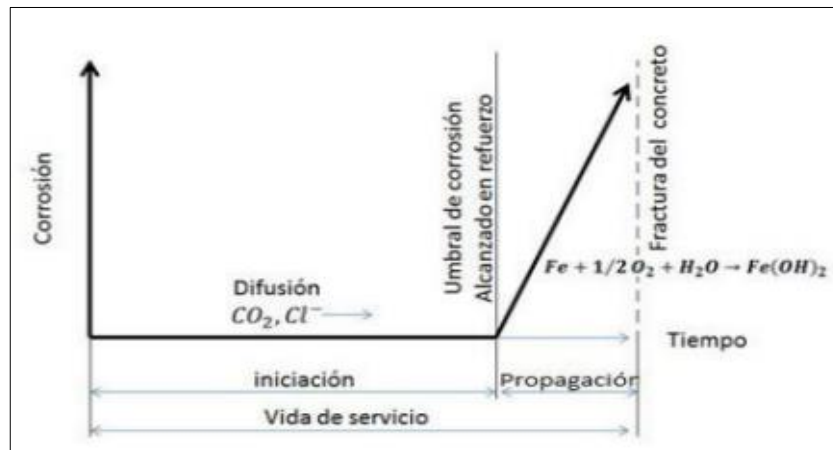 Corrosión
Difusión
CO₂, Cl⁻
Umbral de corrosión
Alcanzado en refuerzo
Fractura del concreto
Fe + 1/2 O₂ + H₂O → Fe(OH)₂
Tiempo
iniciación
Propagación
Vida de servicio